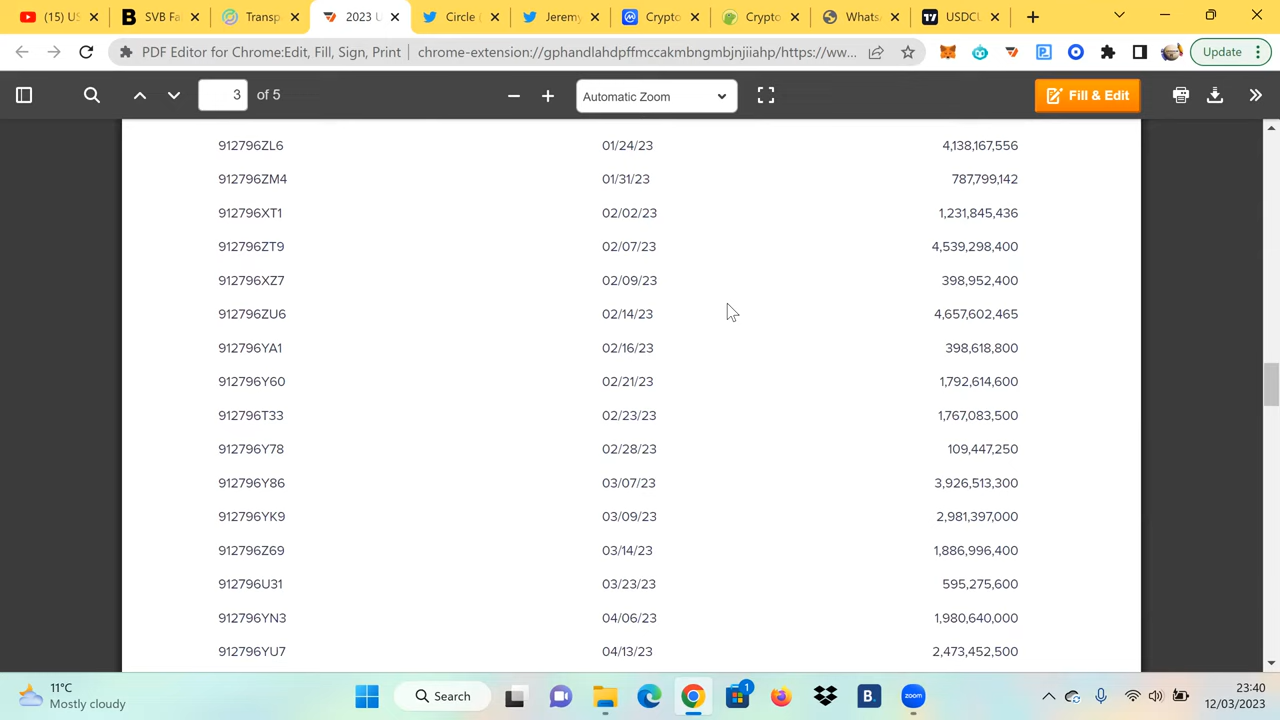 (15) US
SVB Fa
Transp
2023 U
Circle (
Jeremy
Crypto
Crypto
Whats
USDCU
PDF Editor for Chrome:Edit, Fill, Sign, Print
chrome-extension://gphandlahdpffmccakmbngmbjnjiiahp/https://ww...
Update
3 of 5
Automatic Zoom
Fill & Edit
912796ZL6 01/24/23 4,138,167,556
912796ZM4 01/31/23 787,799,142
912796XT1 02/02/23 1,231,845,436
912796ZT9 02/07/23 4,539,298,400
912796XZ7 02/09/23 398,952,400
912796ZU6 02/14/23 4,657,602,465
912796YA1 02/16/23 398,618,800
912796Y60 02/21/23 1,792,614,600
912796T33 02/23/23 1,767,083,500
912796Y78 02/28/23 109,447,250
912796Y86 03/07/23 3,926,513,300
912796YK9 03/09/23 2,981,397,000
912796Z69 03/14/23 1,886,996,400
912796U31 03/23/23 595,275,600
912796YN3 04/06/23 1,980,640,000
912796YU7 04/13/23 2,473,452,500
11°C
Mostly cloudy
Search
1
B.
zoom
23:40
12/03/2023